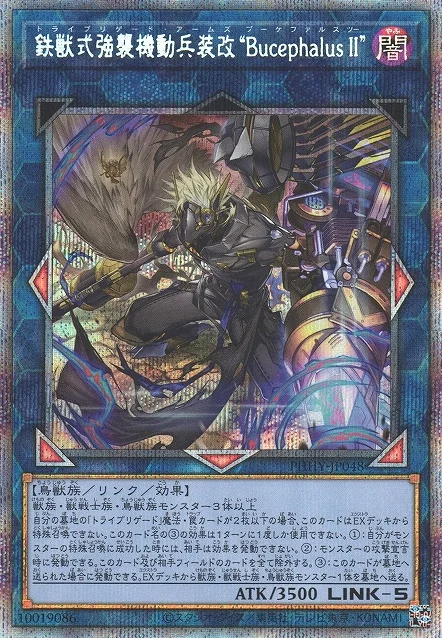 トライブリゲード アームズ ブーケファルスツー
鉄獣式強襲機動兵装改“BucephalusⅡ”
やみ
闇
PHHY-JP048
【鳥獣族/リンク/効果】
獣族・獣戦士族・鳥獣族モンスター3体以上
自分の墓地の「トライブリゲード」魔法・罠カードが2枚以下の場合、このカードはEXデッキから
特殊召喚できない。このカード名の③の効果は1ターンに1度しか使用できない。①:自分がモ
ンスターの特殊召喚に成功した時には、相手は効果を発動できない。②:モンスターの攻撃宣言
時に発動できる。このカード及び相手フィールドのカードを全て除外する。③:このカードが墓地へ
送られた場合に発動できる。EXデッキから獣族・獣戦士族・鳥獣族モンスター1体を墓地へ送る。
ATK/3500 LINK-5
10019086 ©スタジオ・ダイス/集英社・テレビ東京・KONAMI